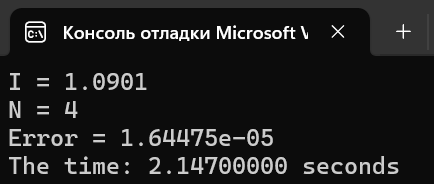 Консоль отладки Microsoft V
I = 1.0901
N = 4
Error = 1.64475e-05
The time: 2.14700000 seconds